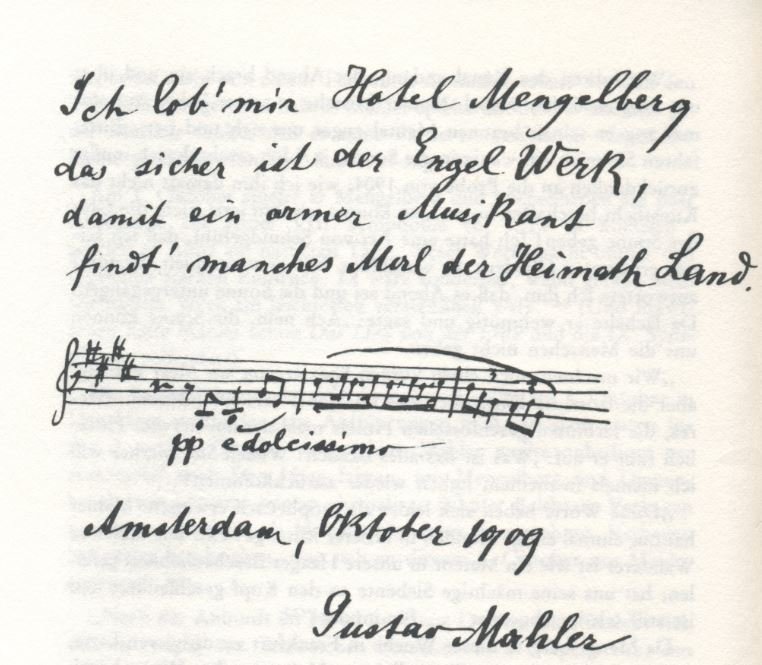 Ich lob' mir Hotel Mengelberg
das sicher ist der Engel Werk,
damit ein armer Musikant
findt' manches Mal der Heimath Land.
pp e dolcissimo
Amsterdam, Oktober 1909
Gustav Mahler